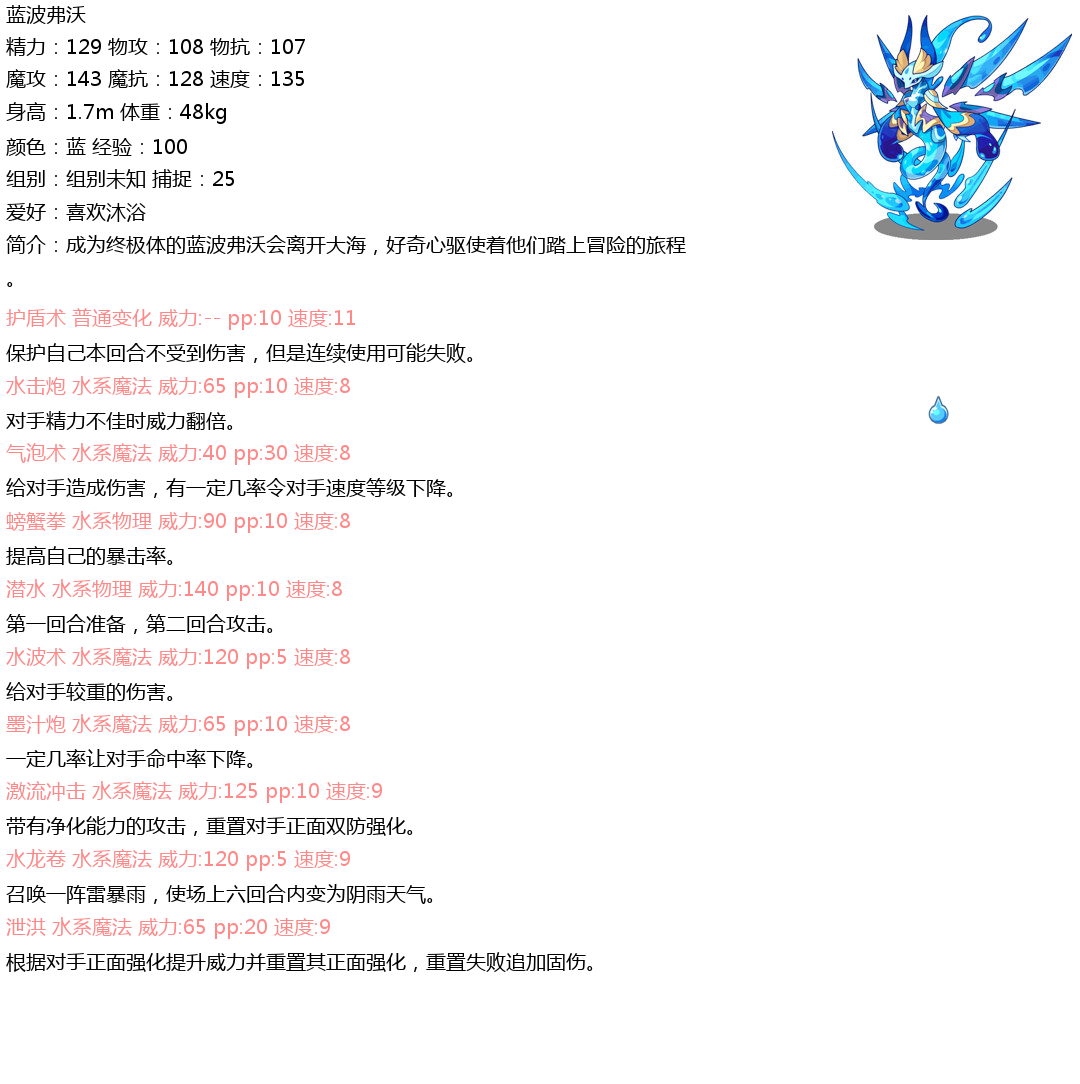 蓝波弗沃
精力：129 物攻：108 物抗：107
魔攻：143 魔抗：128 速度：135
身高：1.7m 体重：48kg
颜色：蓝 经验：100
组别：组别未知 捕捉：25
爱好：喜欢沐浴
简介：成为终极体的蓝波弗沃会离开大海，好奇心驱使着他们踏上冒险的旅程
。
护盾术 普通变化 威力:-- pp:10 速度:11
保护自己本回合不受到伤害，但是连续使用可能失败。
水击炮 水系魔法 威力:65 pp:10 速度:8
对手精力不佳时威力翻倍。
气泡术 水系魔法 威力:40 pp:30 速度:8
给对手造成伤害，有一定几率令对手速度等级下降。
螃蟹拳 水系物理 威力:90 pp:10 速度:8
提高自己的暴击率。
潜水 水系物理 威力:140 pp:10 速度:8
第一回合准备，第二回合攻击。
水波术 水系魔法 威力:120 pp:5 速度:8
给对手较重的伤害。
墨汁炮 水系魔法 威力:65 pp:10 速度:8
一定几率让对手命中率下降。
激流冲击 水系魔法 威力:125 pp:10 速度:9
带有净化能力的攻击，重置对手正面双防强化。
水龙卷 水系魔法 威力:120 pp:5 速度:9
召唤一阵雷暴雨，使场上六回合内变为阴雨天气。
泄洪 水系魔法 威力:65 pp:20 速度:9
根据对手正面强化提升威力并重置其正面强化，重置失败追加固伤。